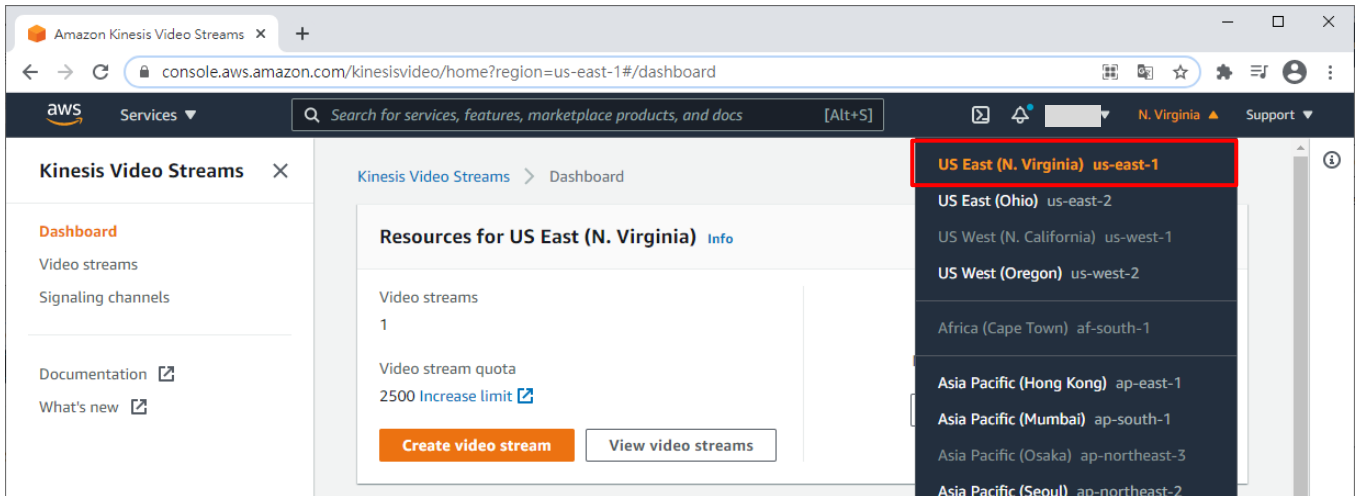 Amazon Kinesis Video Streams
console.aws.amazon.com/kinesisvideo/home?region=us-east-1#/dashboard
aws Services ▼ Search for services, features, marketplace products, and docs [Alt+S] N. Virginia ▲ Support ▼
Kinesis Video Streams
Dashboard
Video streams
Signaling channels
Documentation
What's new
Kinesis Video Streams > Dashboard
Resources for US East (N. Virginia) Info
Video streams
1
Video stream quota
2500 Increase limit
Create video stream View video streams
US East (N. Virginia) us-east-1
US East (Ohio) us-east-2
US West (N. California) us-west-1
US West (Oregon) us-west-2
Africa (Cape Town) af-south-1
Asia Pacific (Hong Kong) ap-east-1
Asia Pacific (Mumbai) ap-south-1
Asia Pacific (Osaka) ap-northeast-3
Asia Pacific (Seoul) ap-northeast-2